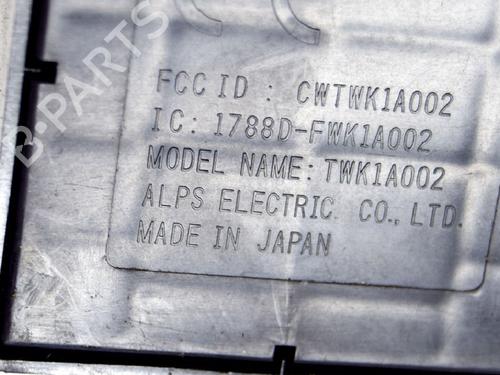 B-PARTS
FCC ID : CWTWK1A002
IC: 1788D-FWK1A002
MODEL NAME: TWK1A002
ALPS ELECTRIC CO., LTD.
MADE IN JAPAN